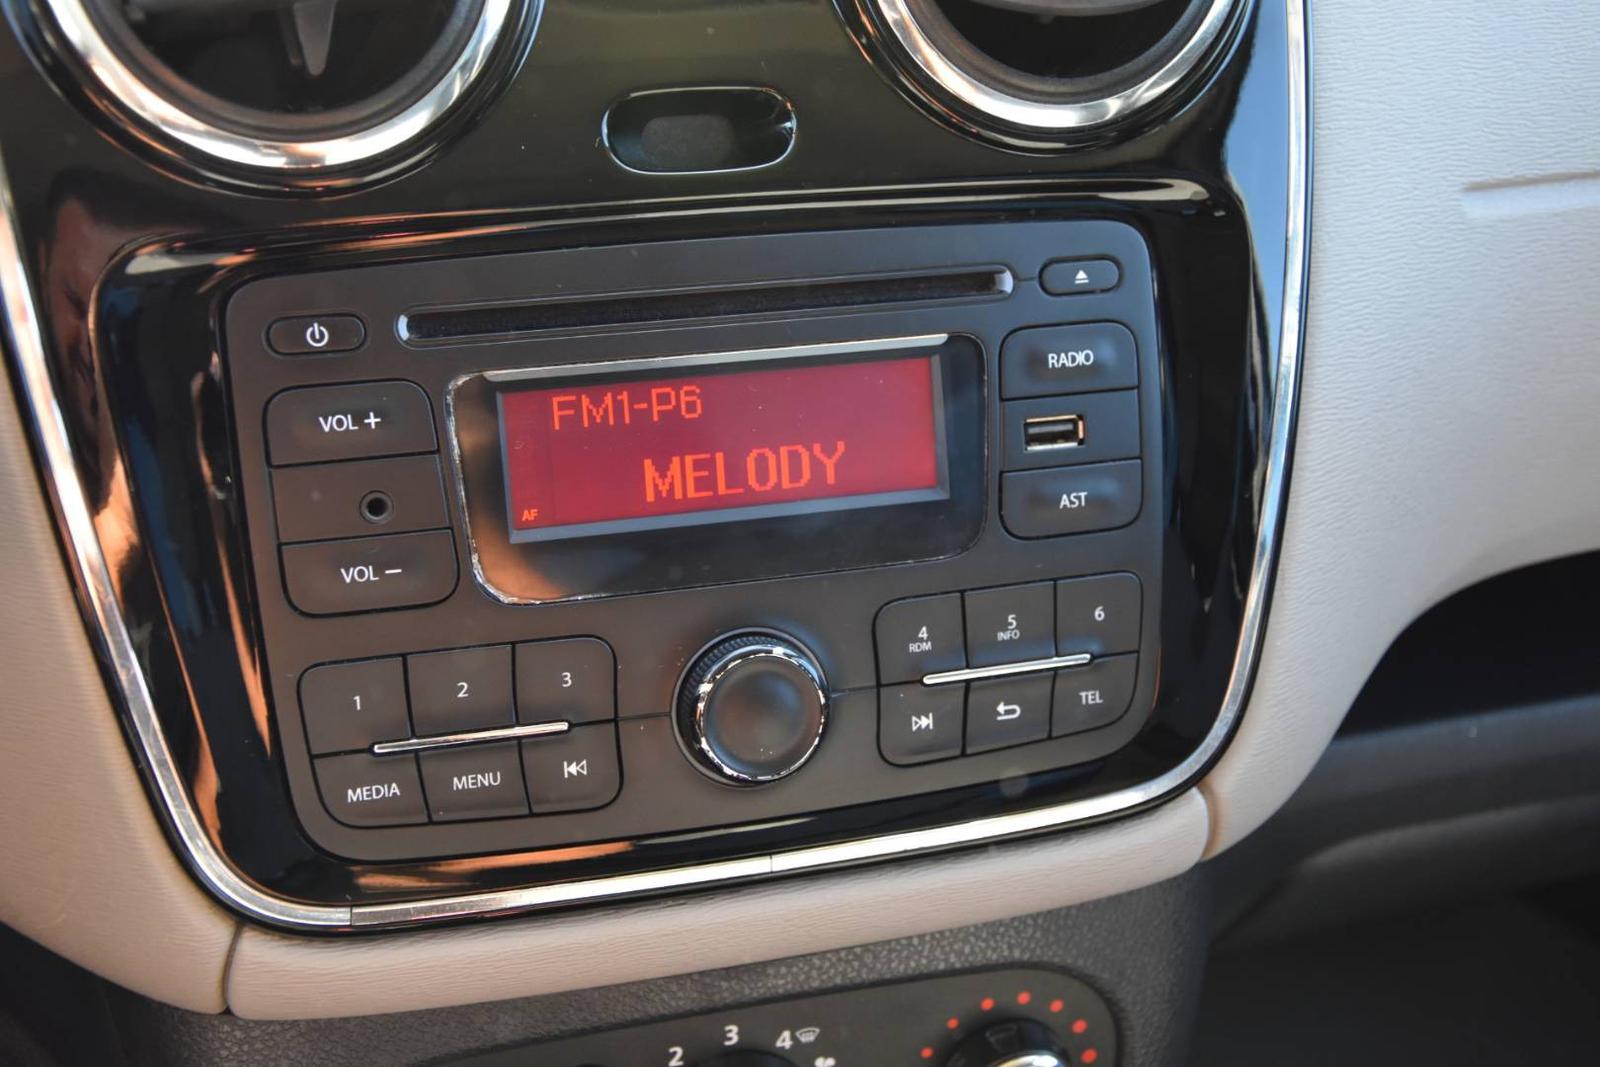 VOL +
VOL –
FM1-P6
MELODY
AF
RADIO
AST
1
2
3
MEDIA
MENU
4
RDM
5
INFO
6
TEL
2
3
4